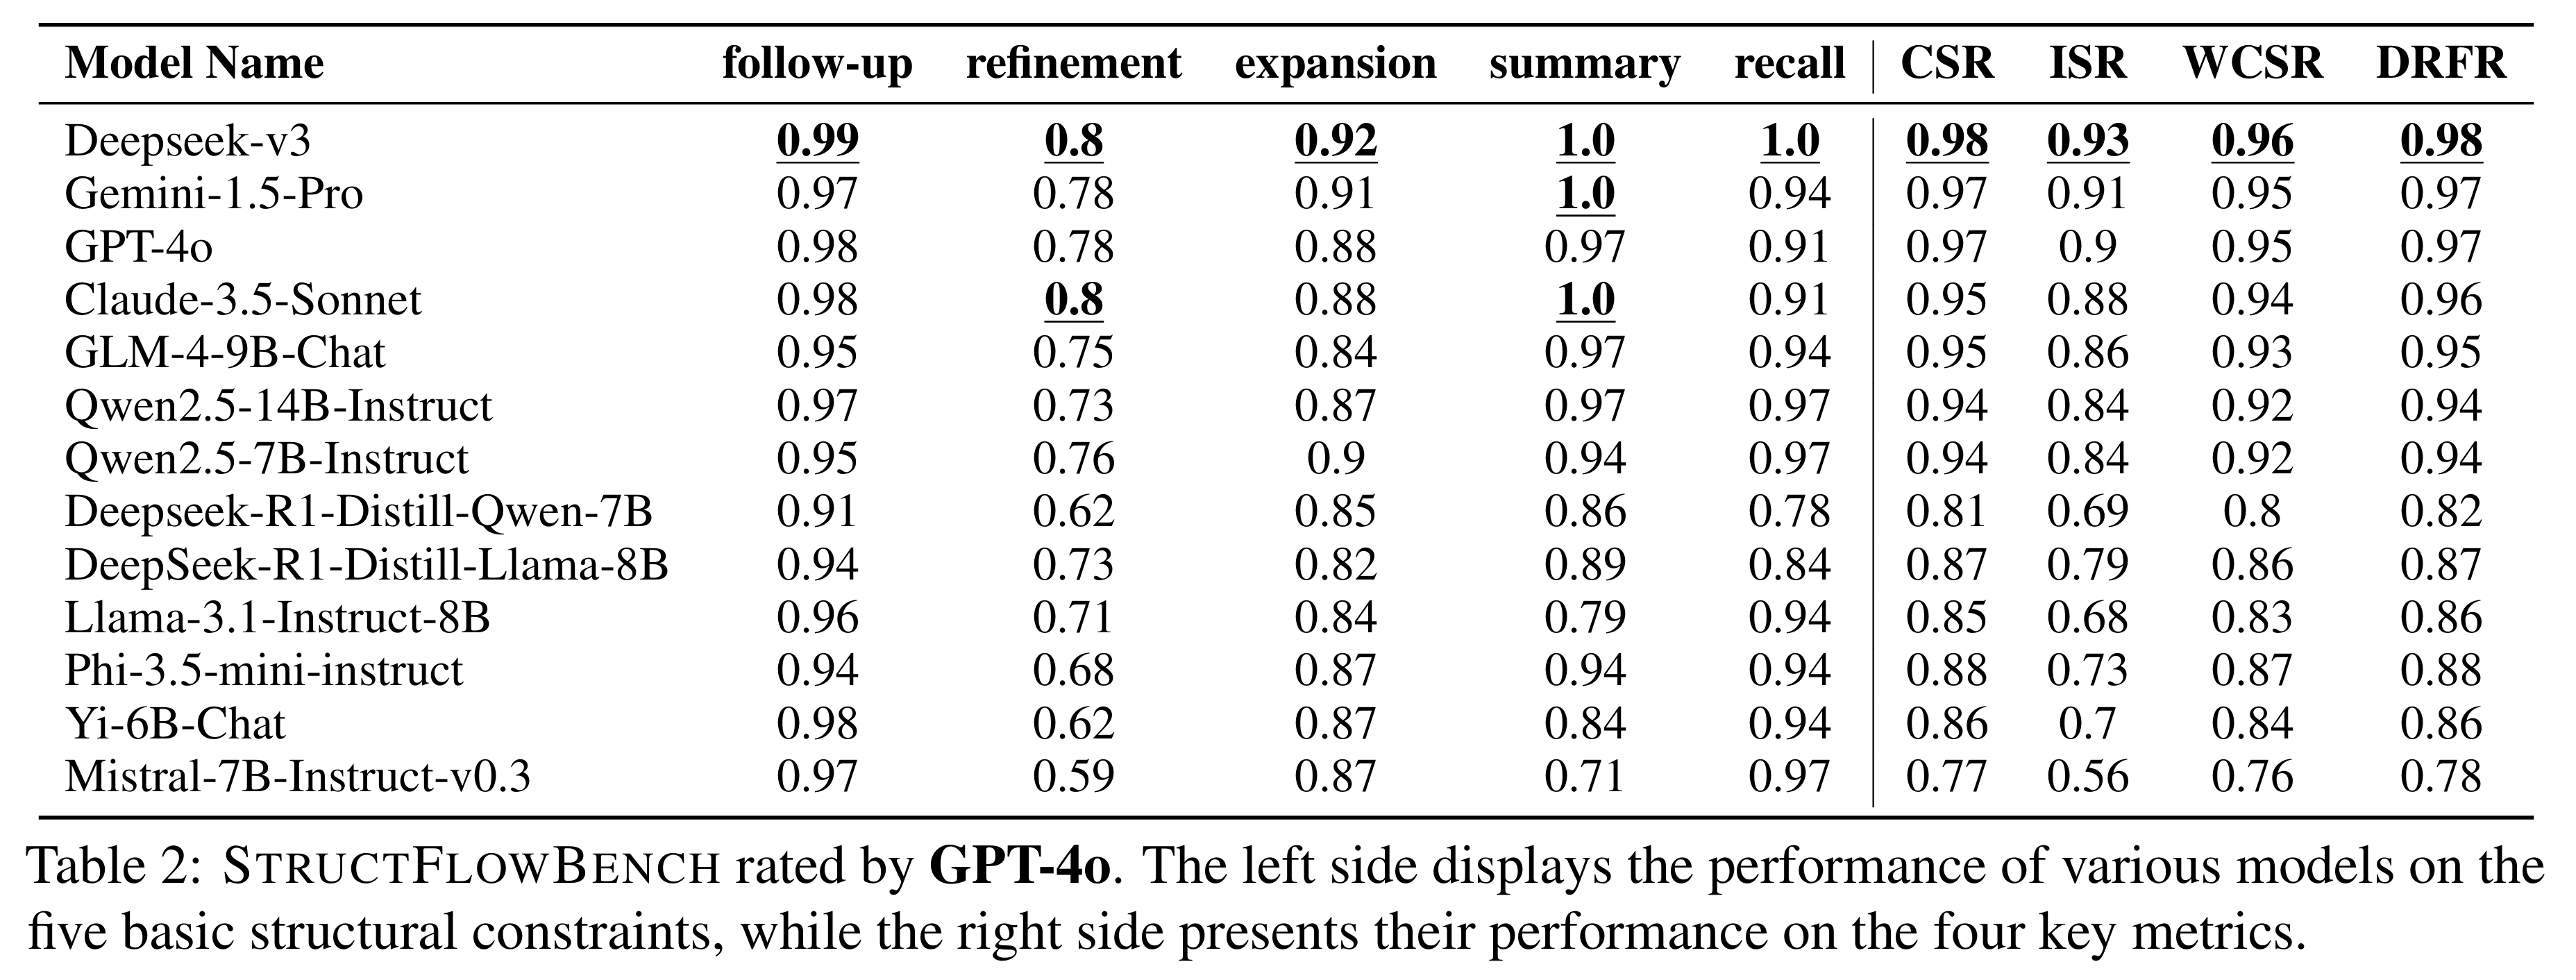 Model Name follow-up refinement expansion summary recall CSR ISR WCSR DRFR
Deepseek-v3 0.99 0.8 0.92 1.0 1.0 0.98 0.93 0.96 0.98
Gemini-1.5-Pro 0.97 0.78 0.91 1.0 0.94 0.97 0.91 0.95 0.97
GPT-4o 0.98 0.78 0.88 0.97 0.91 0.97 0.9 0.95 0.97
Claude-3.5-Sonnet 0.98 0.8 0.88 1.0 0.91 0.95 0.88 0.94 0.96
GLM-4-9B-Chat 0.95 0.75 0.84 0.97 0.94 0.95 0.86 0.93 0.95
Qwen2.5-14B-Instruct 0.97 0.73 0.87 0.97 0.97 0.94 0.84 0.92 0.94
Qwen2.5-7B-Instruct 0.95 0.76 0.9 0.94 0.97 0.94 0.84 0.92 0.94
Deepseek-R1-Distill-Qwen-7B 0.91 0.62 0.85 0.86 0.78 0.81 0.69 0.8 0.82
DeepSeek-R1-Distill-Llama-8B 0.94 0.73 0.82 0.89 0.84 0.87 0.79 0.86 0.87
Llama-3.1-Instruct-8B 0.96 0.71 0.84 0.79 0.94 0.85 0.68 0.83 0.86
Phi-3.5-mini-instruct 0.94 0.68 0.87 0.94 0.94 0.88 0.73 0.87 0.88
Yi-6B-Chat 0.98 0.62 0.87 0.84 0.94 0.86 0.7 0.84 0.86
Mistral-7B-Instruct-v0.3 0.97 0.59 0.87 0.71 0.97 0.77 0.56 0.76 0.78
Table 2: STRUCTFLOWBENCH rated by GPT-4o. The left side displays the performance of various models on the
five basic structural constraints, while the right side presents their performance on the four key metrics.